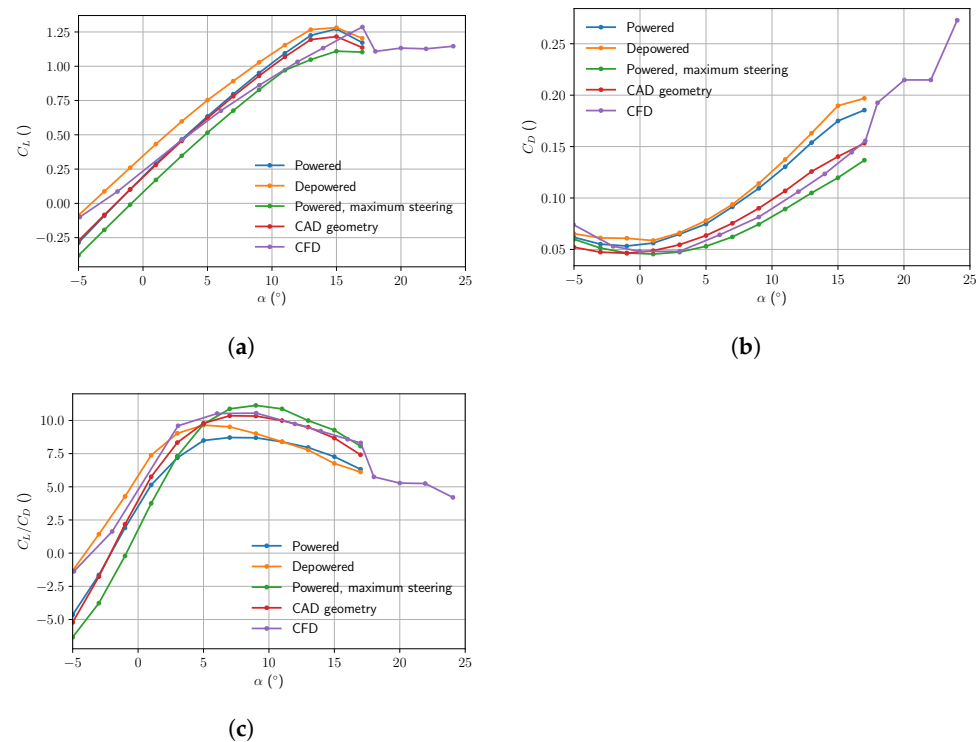 1.25
1.00
0.75
0.50
0.25
0.00
−0.25
C_L ()
Powered
Depowered
Powered, maximum steering
CAD geometry
CFD
−5 0 5 10 15 20 25
α (°)
(a)
0.25
0.20
0.15
0.10
0.05
C_D ()
Powered
Depowered
Powered, maximum steering
CAD geometry
CFD
−5 0 5 10 15 20 25
α (°)
(b)
10.0
7.5
5.0
2.5
0.0
−2.5
−5.0
C_L/C_D ()
Powered
Depowered
Powered, maximum steering
CAD geometry
CFD
−5 0 5 10 15 20 25
α (°)
(c)